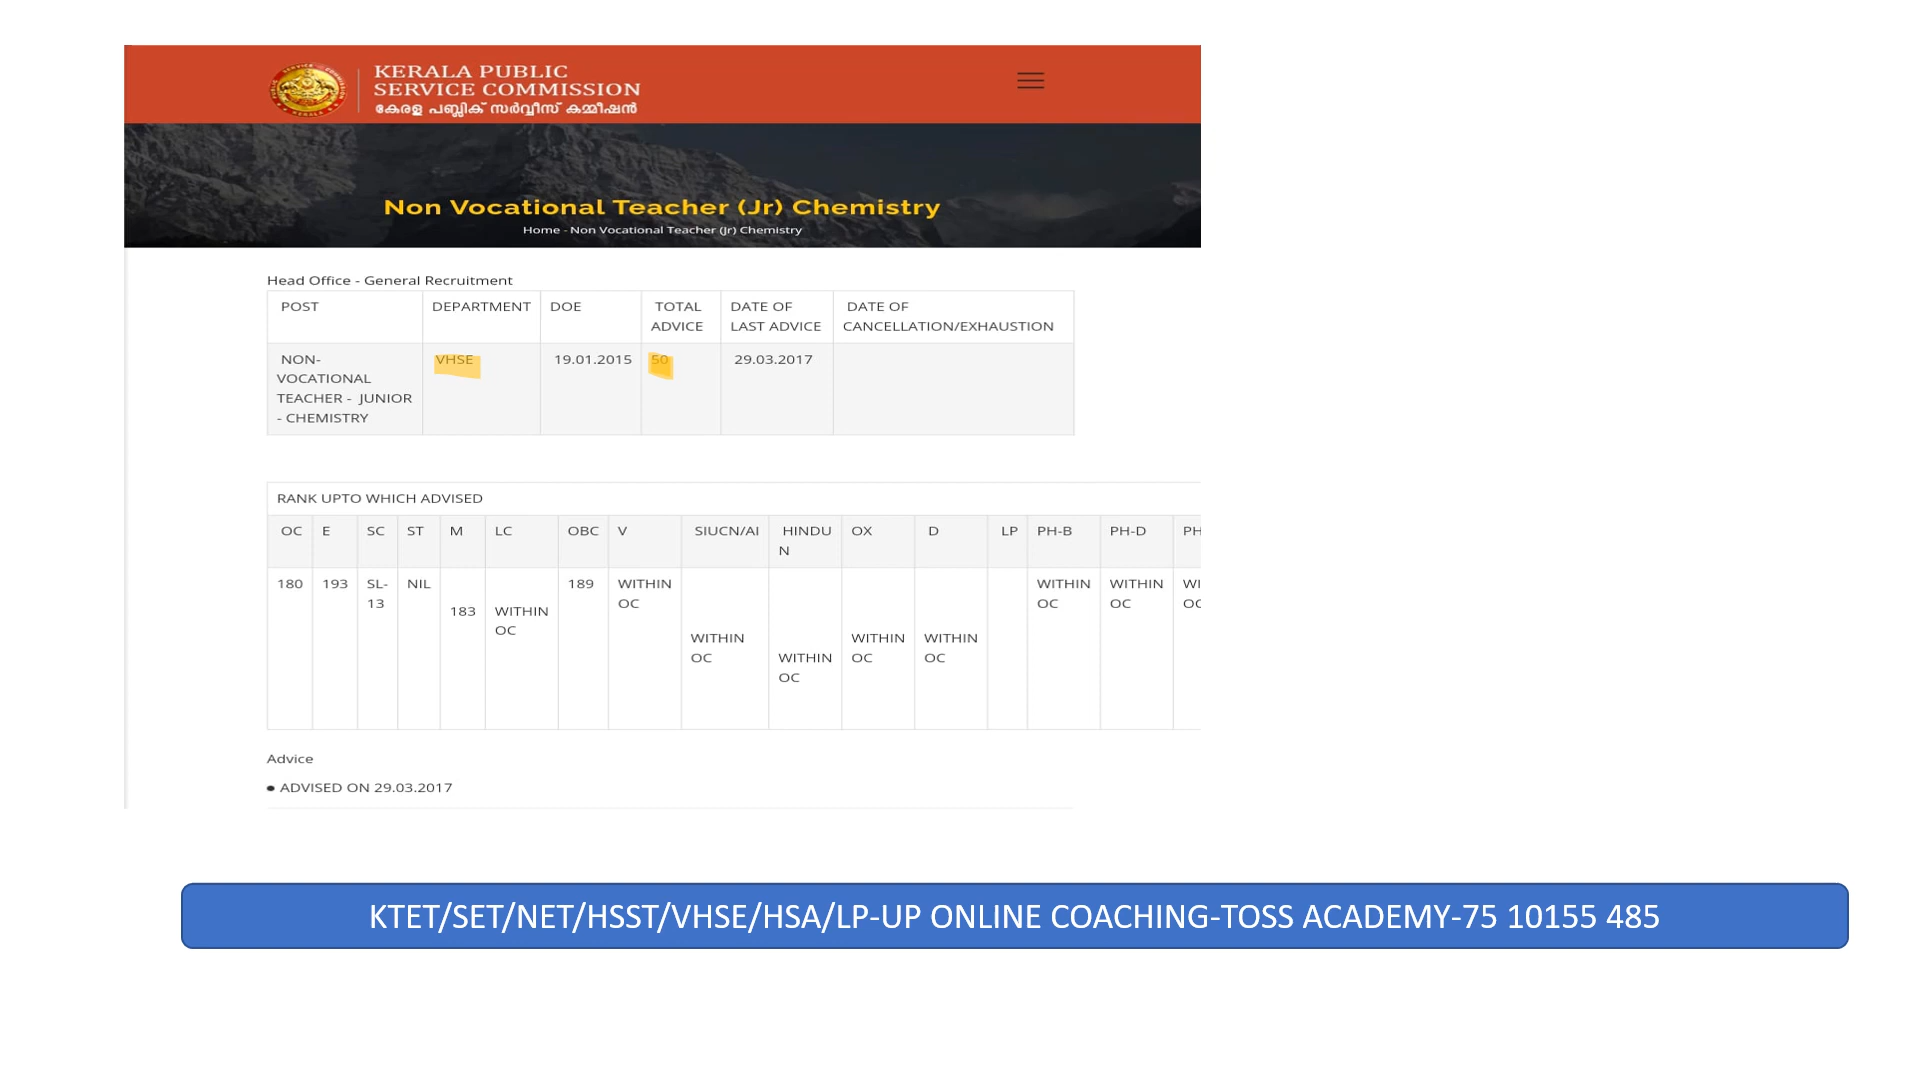 KERALA PUBLIC
SERVICE COMMISSION
കേരള പബ്ലിക് സർവ്വീസ് കമ്മീഷൻ
Non Vocational Teacher (Jr) Chemistry
Home - Non Vocational Teacher (Jr) Chemistry
Head Office - General Recruitment
POST DEPARTMENT DOE TOTAL ADVICE DATE OF LAST ADVICE DATE OF CANCELLATION/EXHAUSTION
NON-VOCATIONAL TEACHER - JUNIOR - CHEMISTRY VHSE 19.01.2015 50 29.03.2017
RANK UPTO WHICH ADVISED
OC E SC ST M LC OBC V SIUCN/AI HINDU N OX D LP PH-B PH-D PH
180 193 SL-13 NIL 183 WITHIN OC 189 WITHIN OC WITHIN OC WITHIN OC WITHIN OC WITHIN OC WITHIN OC WITHIN OC WI OC
Advice
● ADVISED ON 29.03.2017
KTET/SET/NET/HSST/VHSE/HSA/LP-UP ONLINE COACHING-TOSS ACADEMY-75 10155 485